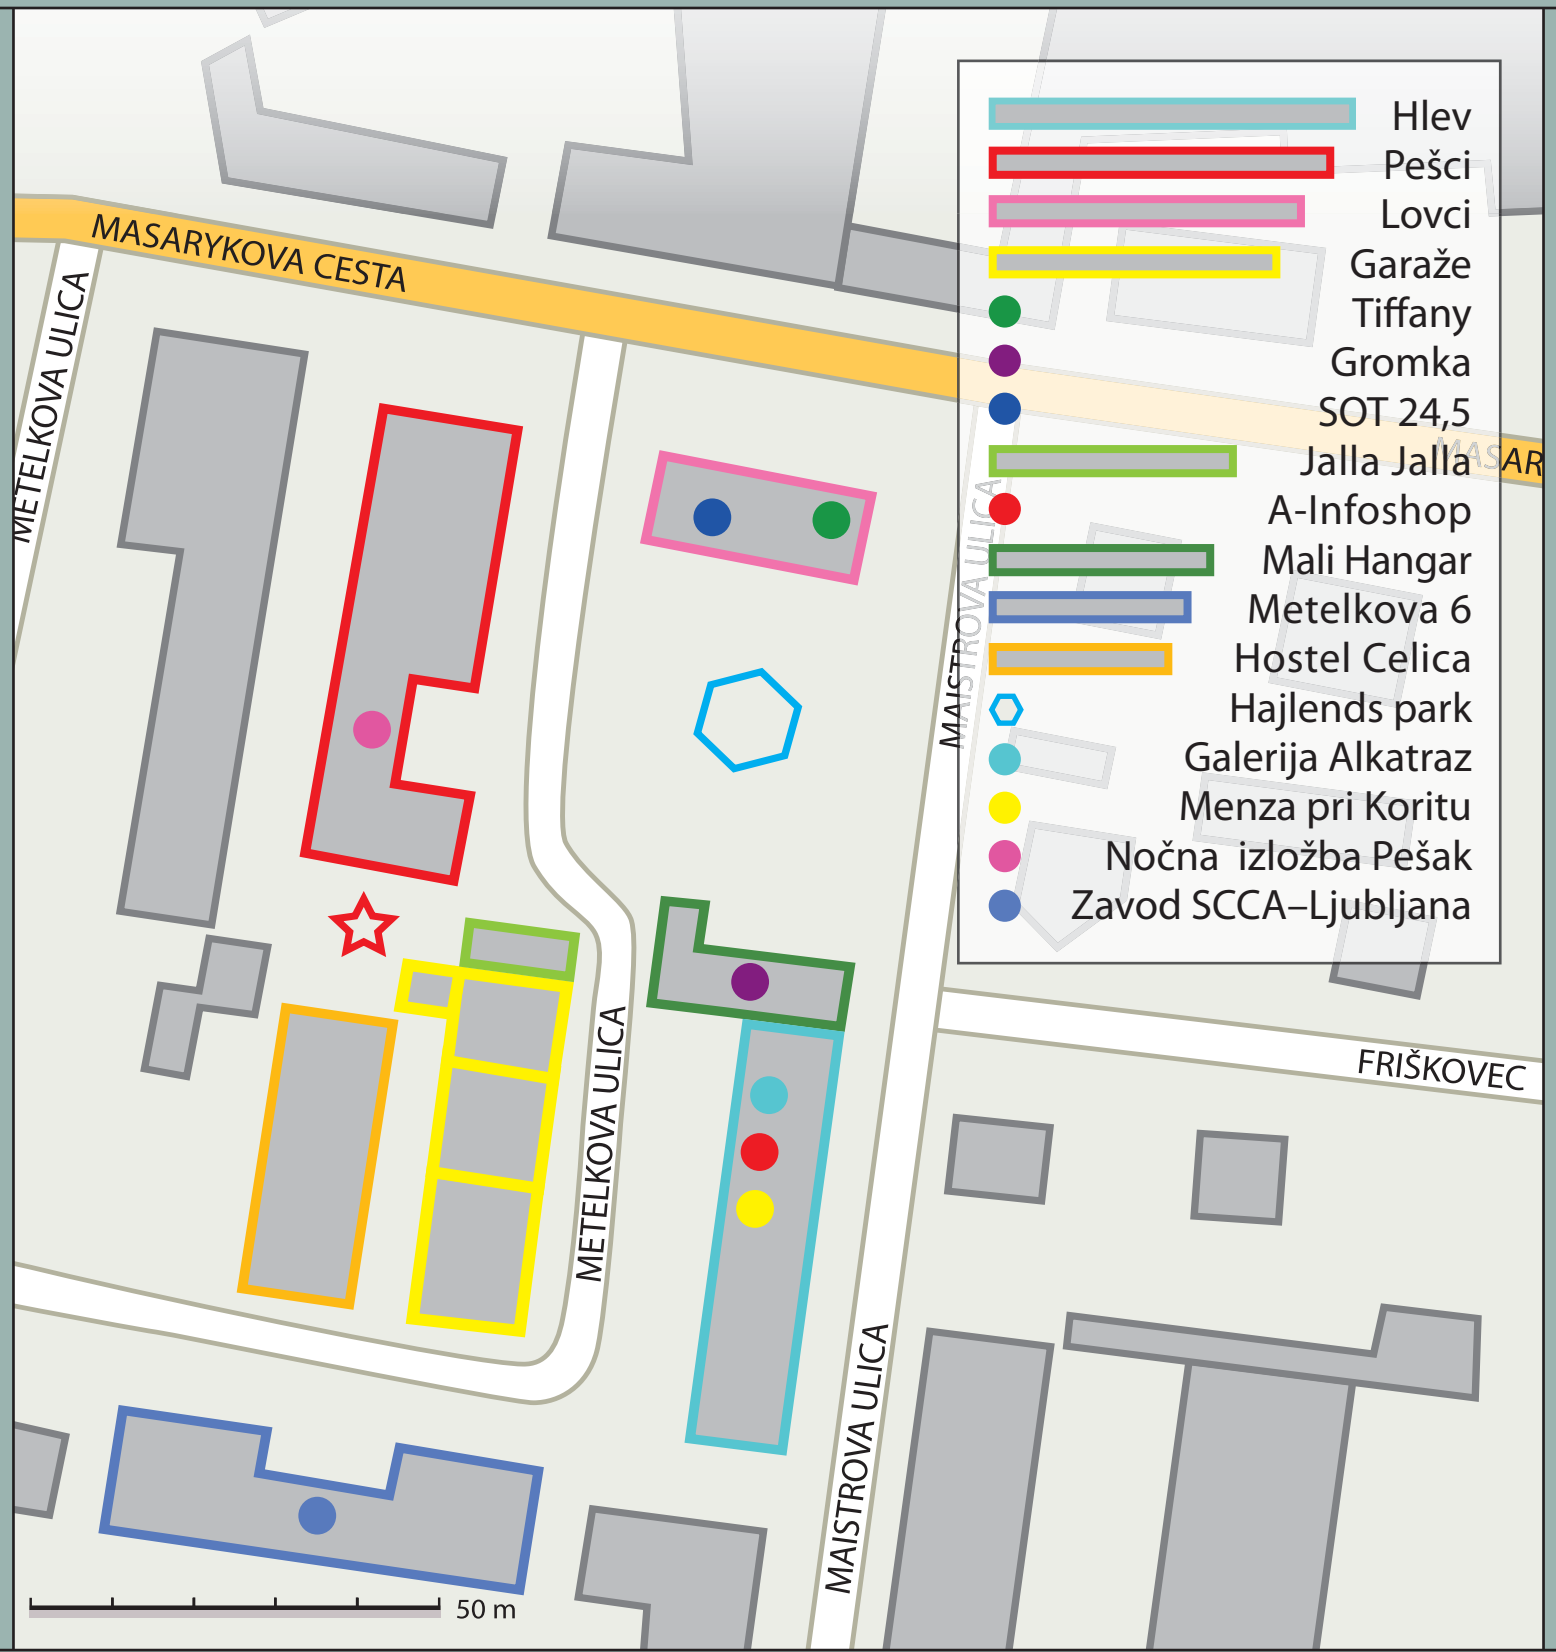 MASARYKOVA CESTA
METELKOVA ULICA
Hlev
Pešci
Lovci
Garaže
Tiffany
Gromka
SOT 24,5
Jalla Jalla
A-Infoshop
Mali Hangar
Metelkova 6
Hostel Celica
Hajlends park
Galerija Alkatraz
Menza pri Koritu
Nočna izložba Pešak
Zavod SCCA–Ljubljana
MASAR
MAISTROVA ULICA
METELKOVA ULICA
FRIŠKOVEC
MAISTROVA ULICA
50 m